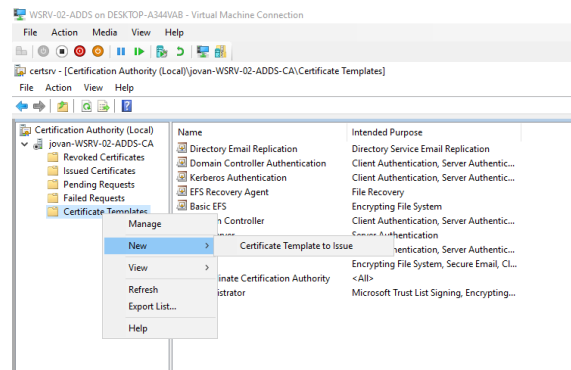 WSRV-02-ADDS on DESKTOP-A344VAB - Virtual Machine Connection
File Action Media View Help
certsrv - [Certification Authority (Local)\jovan-WSRV-02-ADDS-CA\Certificate Templates]
File Action View Help
Certification Authority (Local)
jovan-WSRV-02-ADDS-CA
Revoked Certificates
Issued Certificates
Pending Requests
Failed Requests
Certificate Templates
Manage
New
Certificate Template to Issue
View
Refresh
Export List...
Help
Name Intended Purpose
Directory Email Replication Directory Service Email Replication
Domain Controller Authentication Client Authentication, Server Authentic...
Kerberos Authentication Client Authentication, Server Authentic...
EFS Recovery Agent File Recovery
Basic EFS Encrypting File System
Controller Client Authentication, Server Authentic...
Authentication, Server Authentic...
Encrypting File System, Secure Email, Cl...
Certification Authority <All>
Microsoft Trust List Signing, Encrypting...